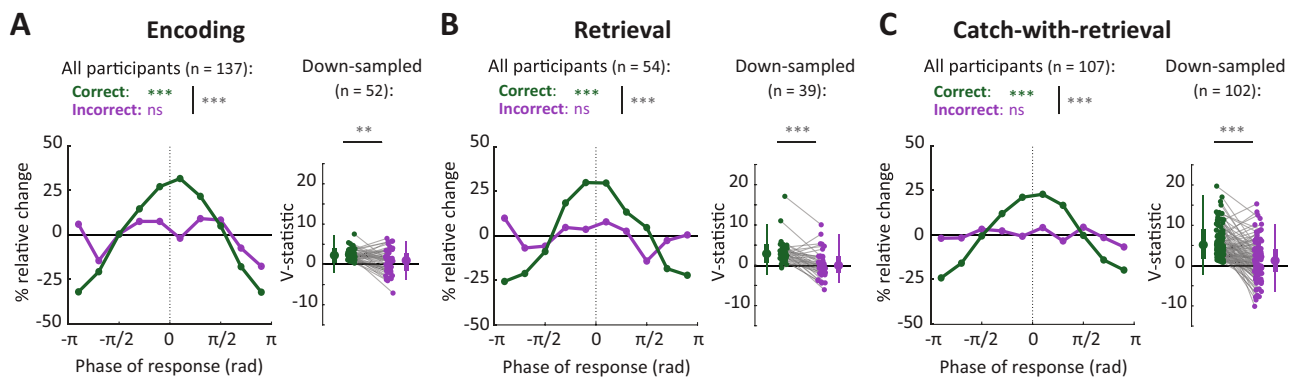 A Encoding
All participants (n = 137):
Correct: ***
Incorrect: ns
***
Down-sampled
(n = 52):
**
50
25
0
-25
-50
% relative change
-π
-π/2
0
π/2
π
Phase of response (rad)
20
10
0
-10
V-statistic
B Retrieval
All participants (n = 54):
Correct: ***
Incorrect: ns
***
Down-sampled
(n = 39):
***
50
25
0
-25
-50
% relative change
-π
-π/2
0
π/2
π
Phase of response (rad)
20
10
0
-10
V-statistic
C Catch-with-retrieval
All participants (n = 107):
Correct: ***
Incorrect: ns
***
Down-sampled
(n = 102):
***
50
25
0
-25
-50
% relative change
-π
-π/2
0
π/2
π
Phase of response (rad)
20
10
0
-10
V-statistic